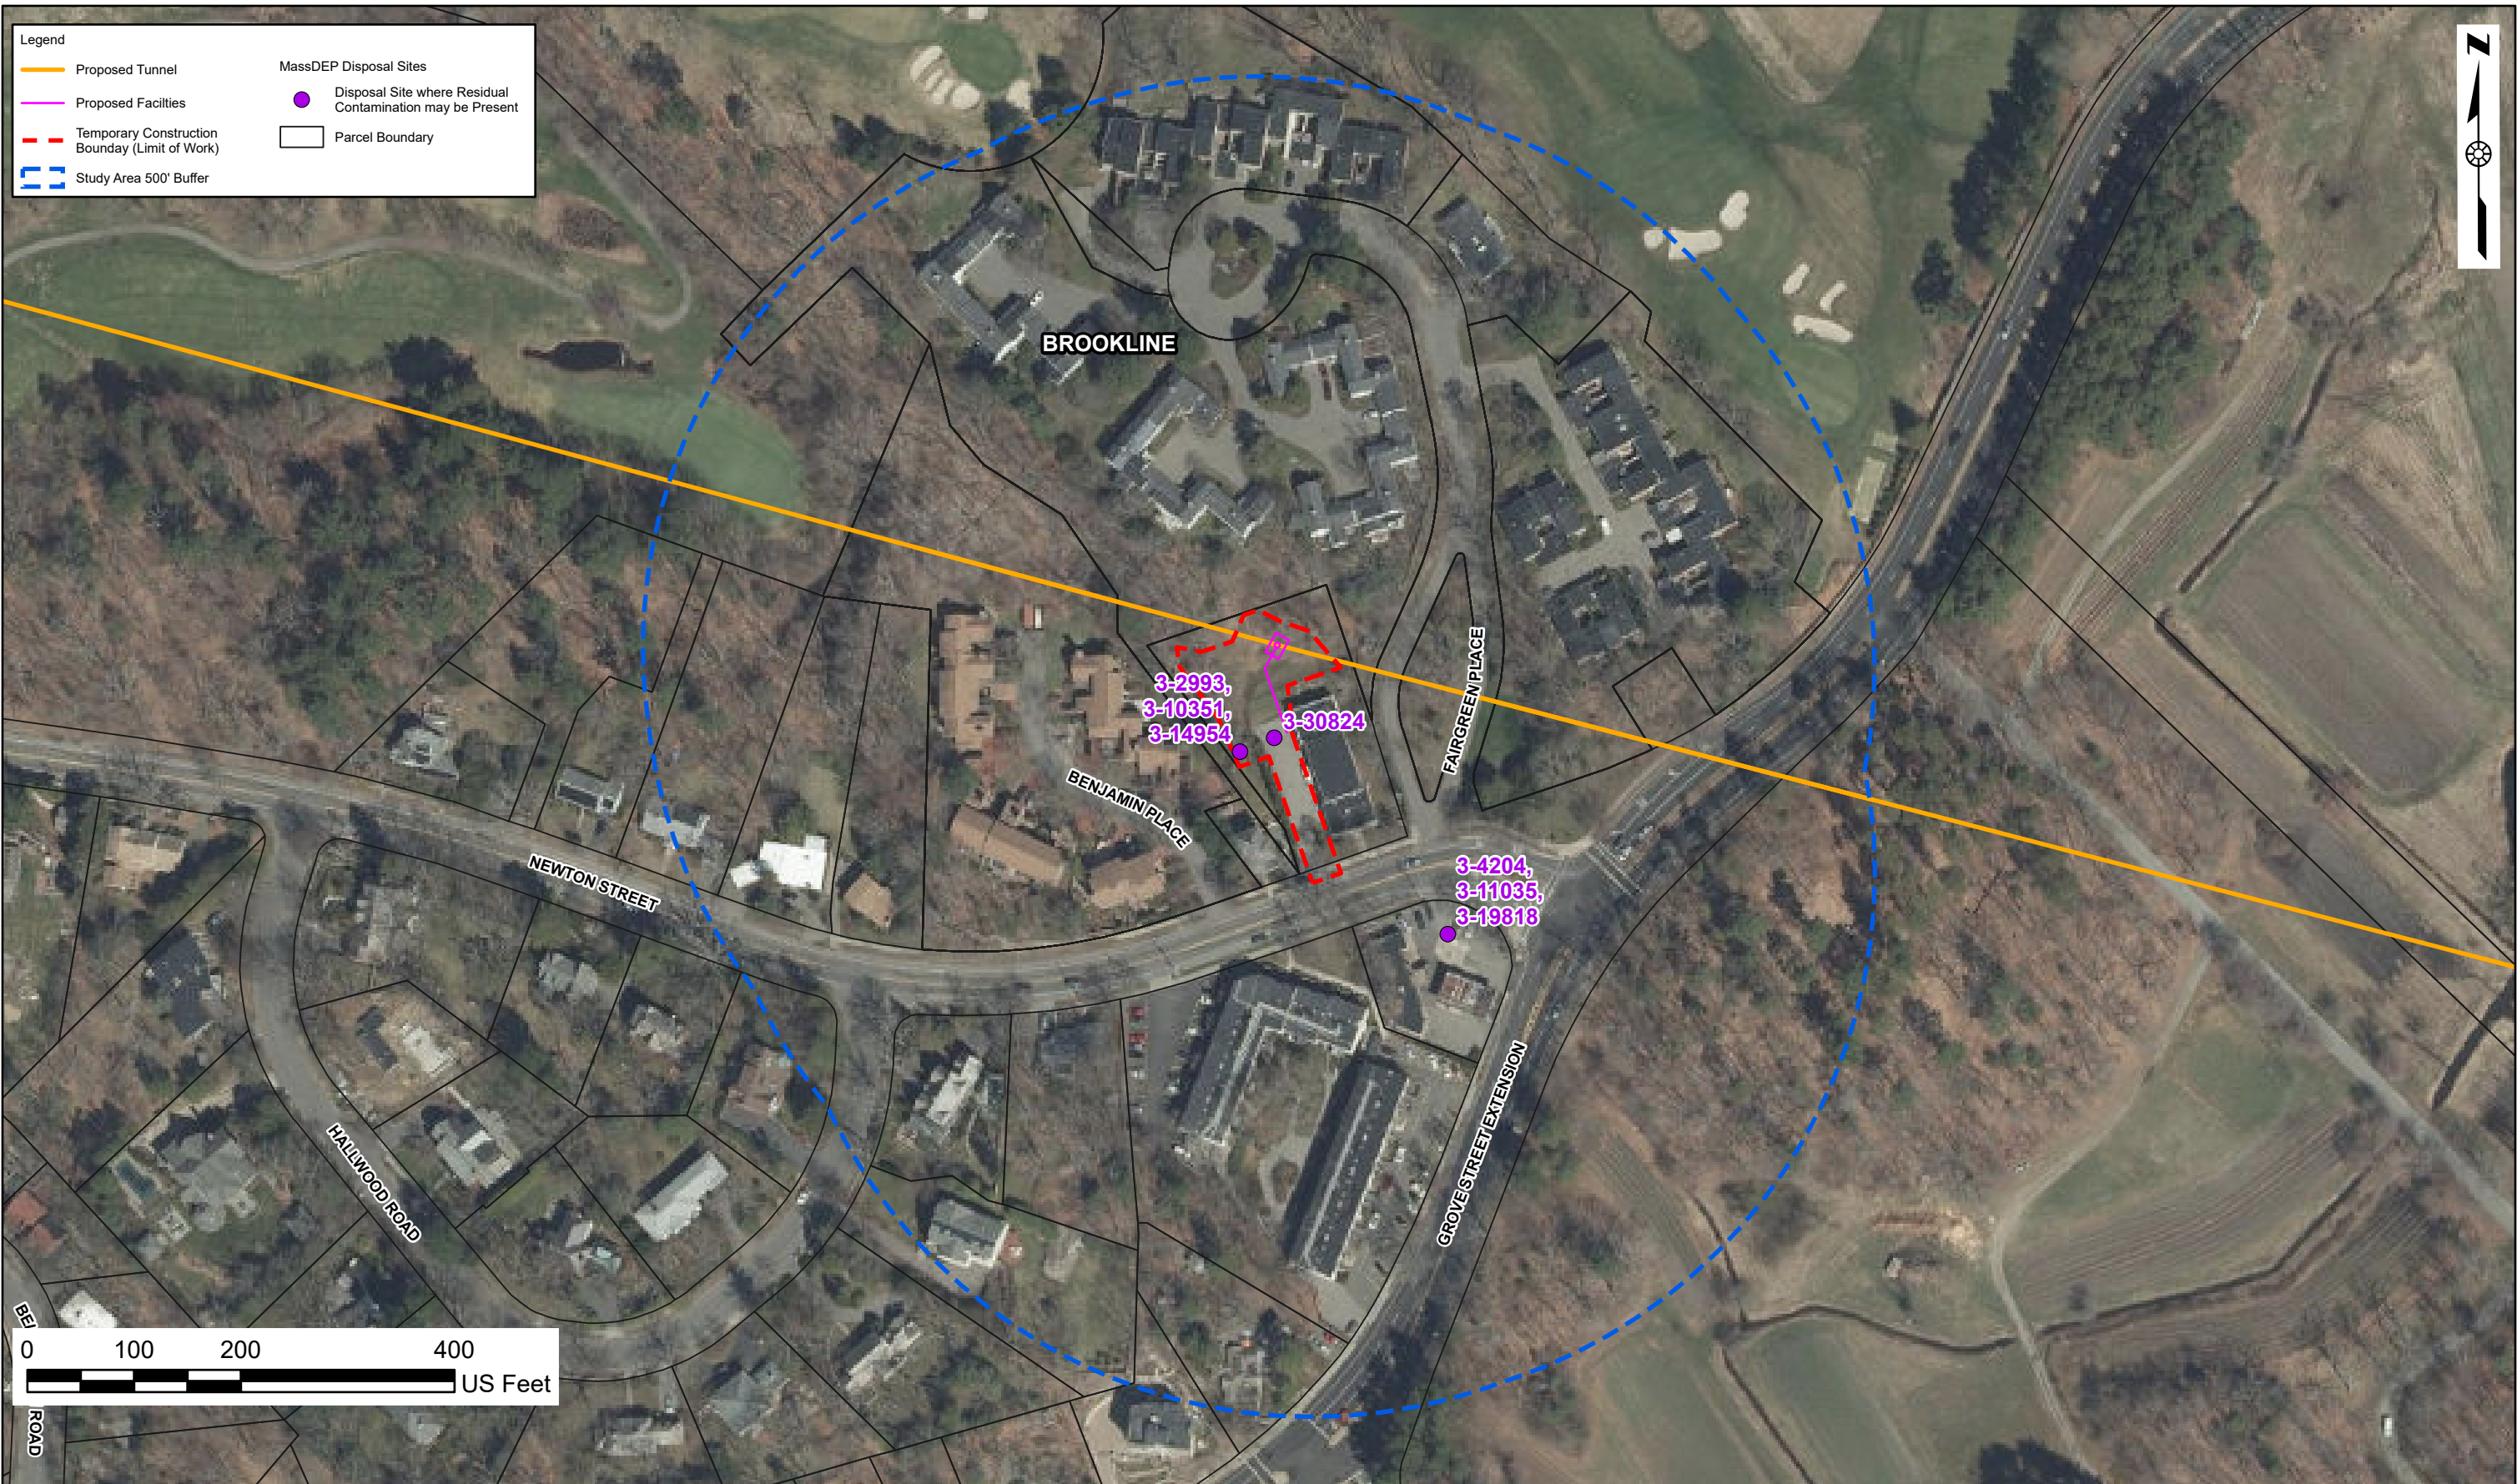 Legend
Proposed Tunnel
Proposed Facilties
Temporary Construction
Bounday (Limit of Work)
Study Area 500' Buffer
MassDEP Disposal Sites
Disposal Site where Residual
Contamination may be Present
Parcel Boundary
N
BROOKLINE
3-2993,
3-10351,
3-14954
3-30824
FAIRGREEN PLACE
BENJAMIN PLACE
NEWTON STREET
3-4204,
3-11035,
3-19818
GROVE STREET EXTENSION
HALLWOOD ROAD
ROAD
0 100 200 400
US Feet